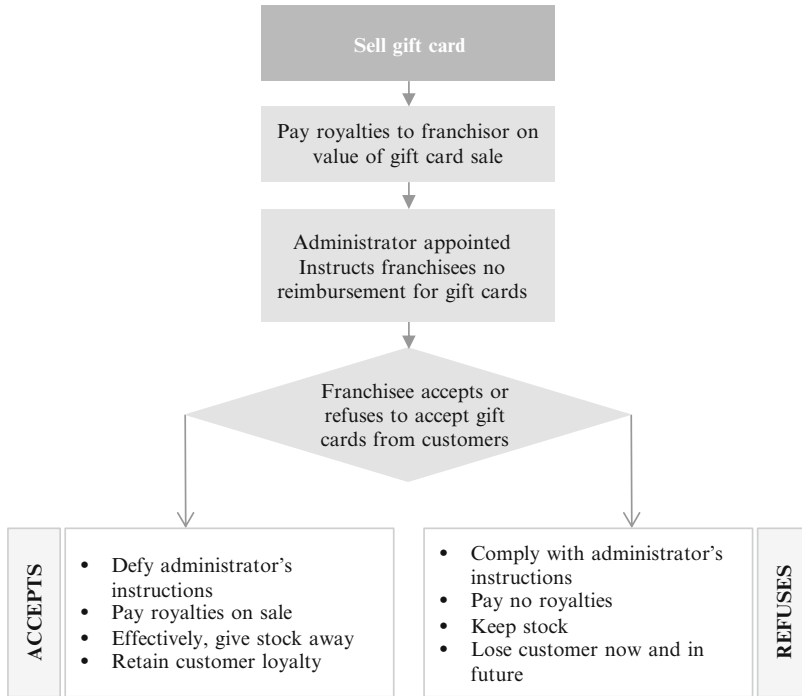 Sell gift card
Pay royalties to franchisor on
value of gift card sale
Administrator appointed
Instructs franchisees no
reimbursement for gift cards
Franchisee accepts or
refuses to accept gift
cards from customers
ACCEPTS
• Defy administrator's
instructions
• Pay royalties on sale
• Effectively, give stock away
• Retain customer loyalty
• Comply with administrator's
instructions
• Pay no royalties
• Keep stock
• Lose customer now and in
future
REFUSES